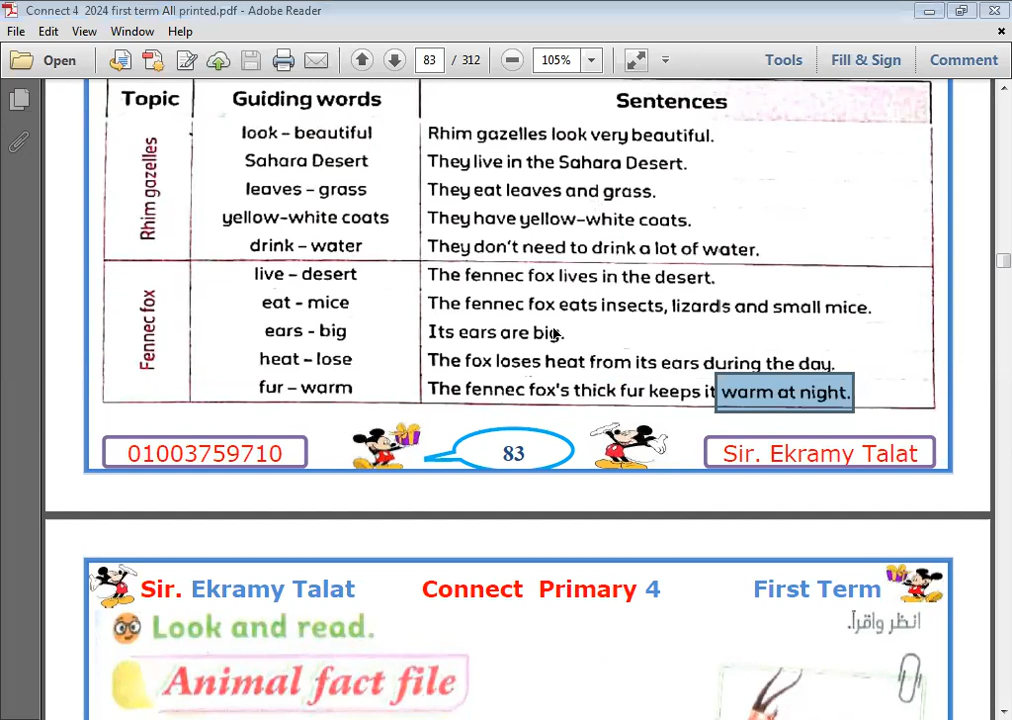 Connect 4 2024 first term All printed.pdf - Adobe Reader
File Edit View Window Help
Open 83 / 312 105% Tools Fill & Sign Comment
Topic Guiding words Sentences
Rhim gazelles
look – beautiful Rhim gazelles look very beautiful.
Sahara Desert They live in the Sahara Desert.
leaves – grass They eat leaves and grass.
yellow-white coats They have yellow-white coats.
drink – water They don't need to drink a lot of water.
Fennec fox
live – desert The fennec fox lives in the desert.
eat - mice The fennec fox eats insects, lizards and small mice.
ears - big Its ears are big.
heat – lose The fox loses heat from its ears during the day.
fur – warm The fennec fox's thick fur keeps it warm at night.
01003759710 83 Sir. Ekramy Talat
Sir. Ekramy Talat Connect Primary 4 First Term
Look and read. انظر واقرأ.
Animal fact file